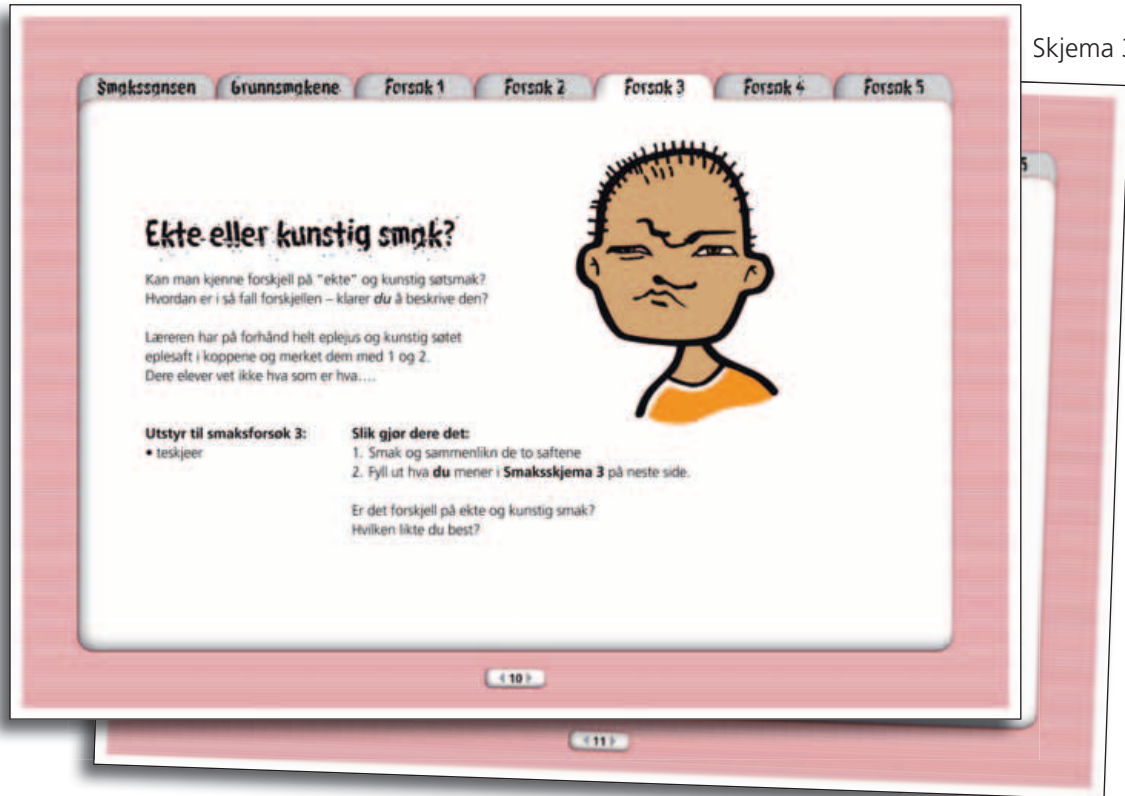 Skjema 3
Smakssansen
Grunnsmakene
Forsøk 1
Forsøk 2
Forsøk 3
Forsøk 4
Forsøk 5
5
Ekte eller kunstig smak?
Kan man kjenne forskjell på "ekte" og kunstig søtsmak?
Hvordan er i så fall forskjellen – klarer du å beskrive den?
Læreren har på forhånd helt eplejus og kunstig søtet
eplesaft i koppene og merket dem med 1 og 2.
Dere elever vet ikke hva som er hva....
Utstyr til smaksforsøk 3:
• teskjeer
Slik gjør dere det:
1. Smak og sammenlikn de to saftene
2. Fyll ut hva du mener i Smaksskjema 3 på neste side.
Er det forskjell på ekte og kunstig smak?
Hvilken likte du best?
10
11